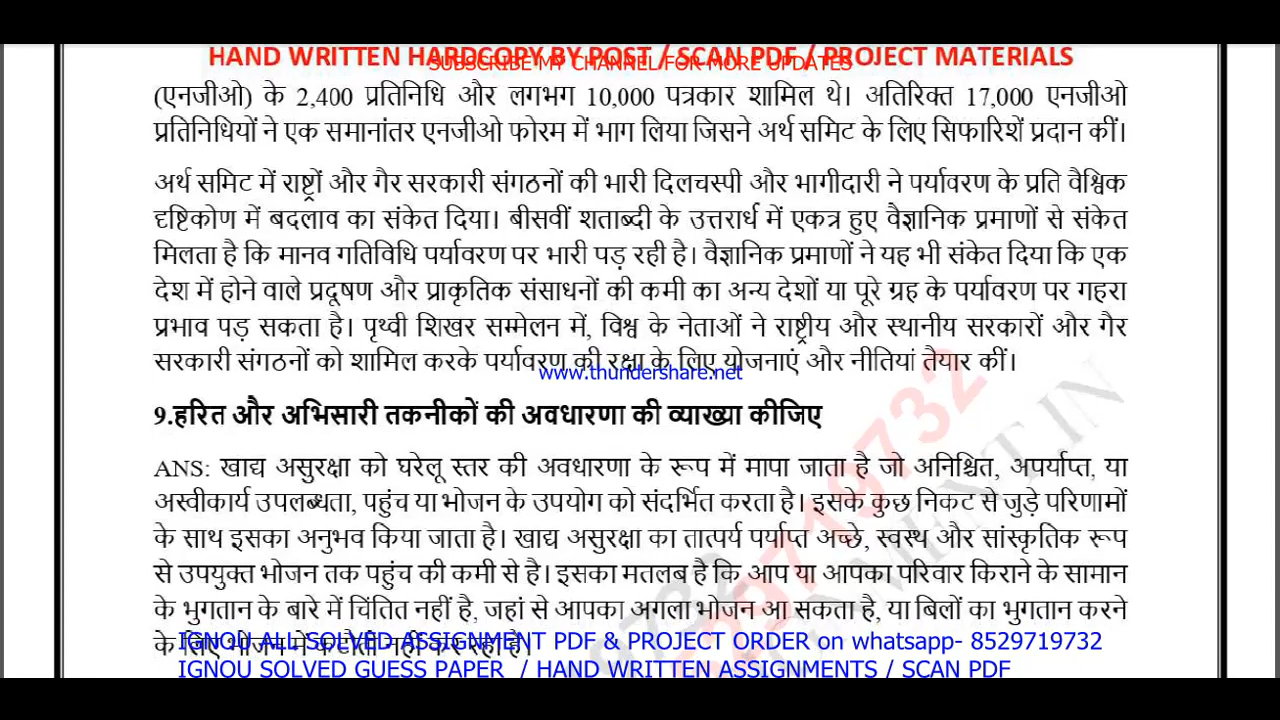 HAND WRITTEN HARDCOPY BY POST / SCAN PDF / PROJECT MATERIALS
SUBSCRIBE MY CHANNEL FOR MORE UPDATES
(एनजीओ) के 2,400 प्रतिनिधि और लगभग 10,000 पत्रकार शामिल थे। अतिरिक्त 17,000 एनजीओ
प्रतिनिधियों ने एक समानांतर एनजीओ फोरम में भाग लिया जिसने अर्थ समिट के लिए सिफारिशें प्रदान कीं।
अर्थ समिट में राष्ट्रों और गैर सरकारी संगठनों की भारी दिलचस्पी और भागीदारी ने पर्यावरण के प्रति वैश्विक
दृष्टिकोण में बदलाव का संकेत दिया। बीसवीं शताब्दी के उत्तरार्ध में एकत्र हुए वैज्ञानिक प्रमाणों से संकेत
मिलता है कि मानव गतिविधि पर्यावरण पर भारी पड़ रही है। वैज्ञानिक प्रमाणों ने यह भी संकेत दिया कि एक
देश में होने वाले प्रदूषण और प्राकृतिक संसाधनों की कमी का अन्य देशों या पूरे ग्रह के पर्यावरण पर गहरा
प्रभाव पड़ सकता है। पृथ्वी शिखर सम्मेलन में, विश्व के नेताओं ने राष्ट्रीय और स्थानीय सरकारों और गैर
सरकारी संगठनों को शामिल करके पर्यावरण की रक्षा के लिए योजनाएं और नीतियां तैयार कीं।
www.thundershare.net
9.हरित और अभिसारी तकनीकों की अवधारणा की व्याख्या कीजिए
ANS: खाद्य असुरक्षा को घरेलू स्तर की अवधारणा के रूप में मापा जाता है जो अनिश्चित, अपर्याप्त, या
अस्वीकार्य उपलब्धता, पहुंच या भोजन के उपयोग को संदर्भित करता है। इसके कुछ निकट से जुड़े परिणामों
के साथ इसका अनुभव किया जाता है। खाद्य असुरक्षा का तात्पर्य पर्याप्त अच्छे, स्वस्थ और सांस्कृतिक रूप
से उपयुक्त भोजन तक पहुंच की कमी से है। इसका मतलब है कि आप या आपका परिवार किराने के सामान
के भुगतान के बारे में चिंतित नहीं है, जहां से आपका अगला भोजन आ सकता है, या बिलों का भुगतान करने
के लिए भोजन में कटौती नहीं कर रहा है।
IGNOU ALL SOLVED ASSIGNMENT PDF & PROJECT ORDER on whatsapp- 8529719732
IGNOU SOLVED GUESS PAPER / HAND WRITTEN ASSIGNMENTS / SCAN PDF